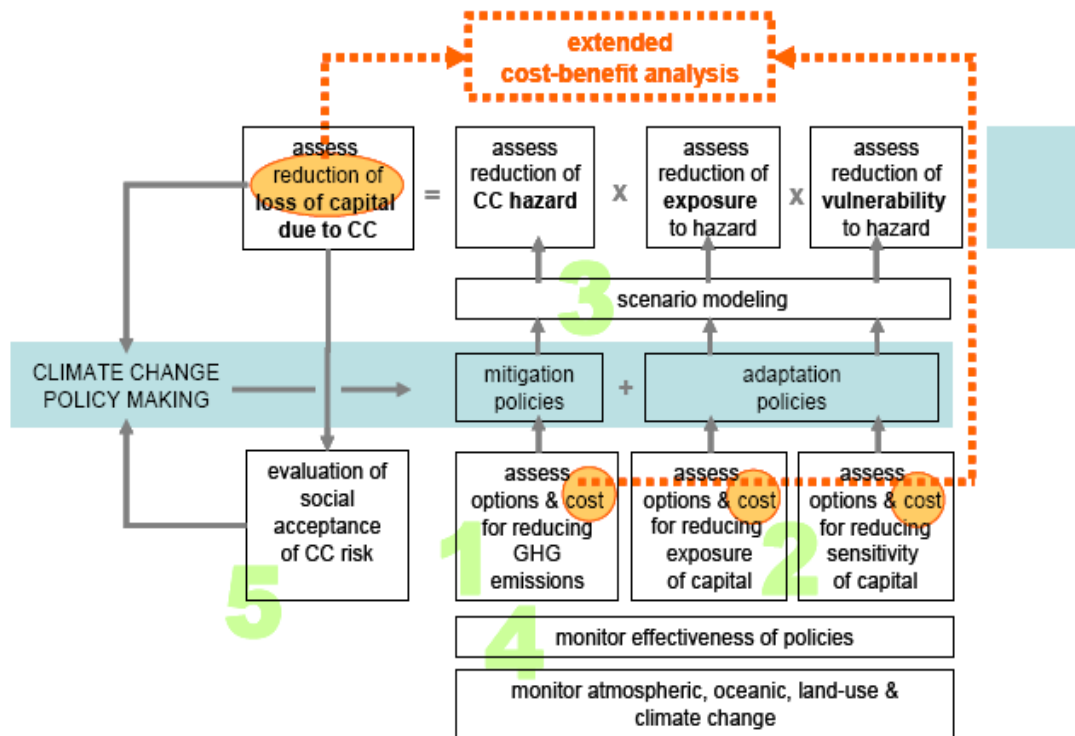 extended
cost-benefit analysis
assess
reduction of
loss of capital
due to CC
=
assess
reduction of
CC hazard
x
assess
reduction of
exposure
to hazard
x
assess
reduction of
vulnerability
to hazard
3
scenario modeling
CLIMATE CHANGE
POLICY MAKING
mitigation
policies
+
adaptation
policies
evaluation of
social
acceptance
of CC risk
5
assess
options & cost
for reducing
GHG
emissions
1
assess
options & cost
for reducing
exposure
of capital
2
assess
options & cost
for reducing
sensitivity
of capital
4
monitor effectiveness of policies
monitor atmospheric, oceanic, land-use &
climate change